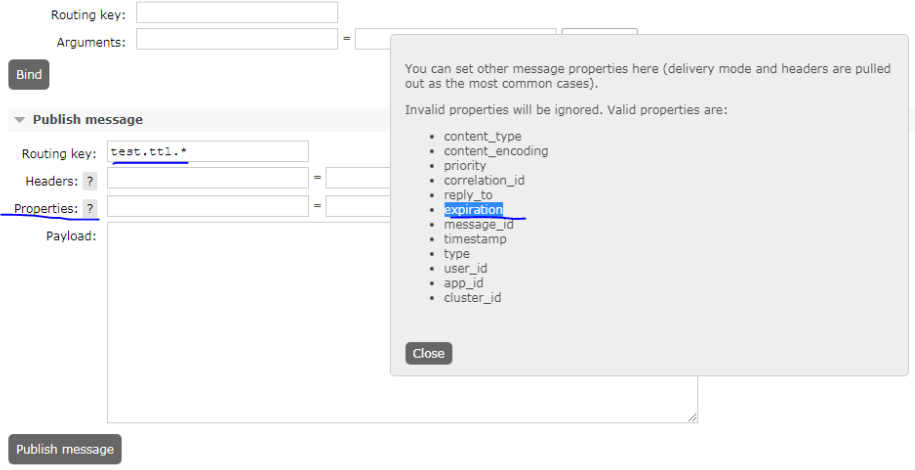 Routing key:
Arguments: =
Bind
You can set other message properties here (delivery mode and headers are pulled
out as the most common cases).
Invalid properties will be ignored. Valid properties are:
• content_type
• content_encoding
• priority
• correlation_id
• reply_to
• expiration
• message_id
• timestamp
• type
• user_id
• app_id
• cluster_id
Close
Publish message
Routing key: test.ttl.*
Headers: ? =
Properties: ? =
Payload:
Publish message